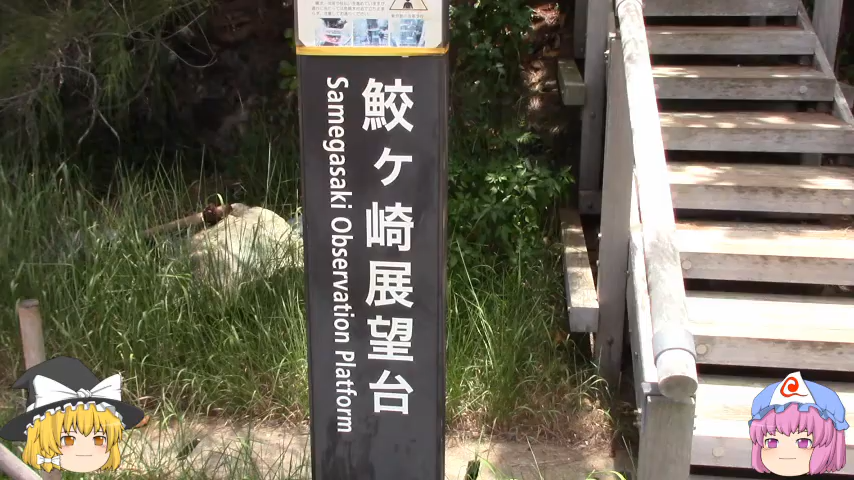 鮫ヶ崎展望台
Samegasaki Observation Platform